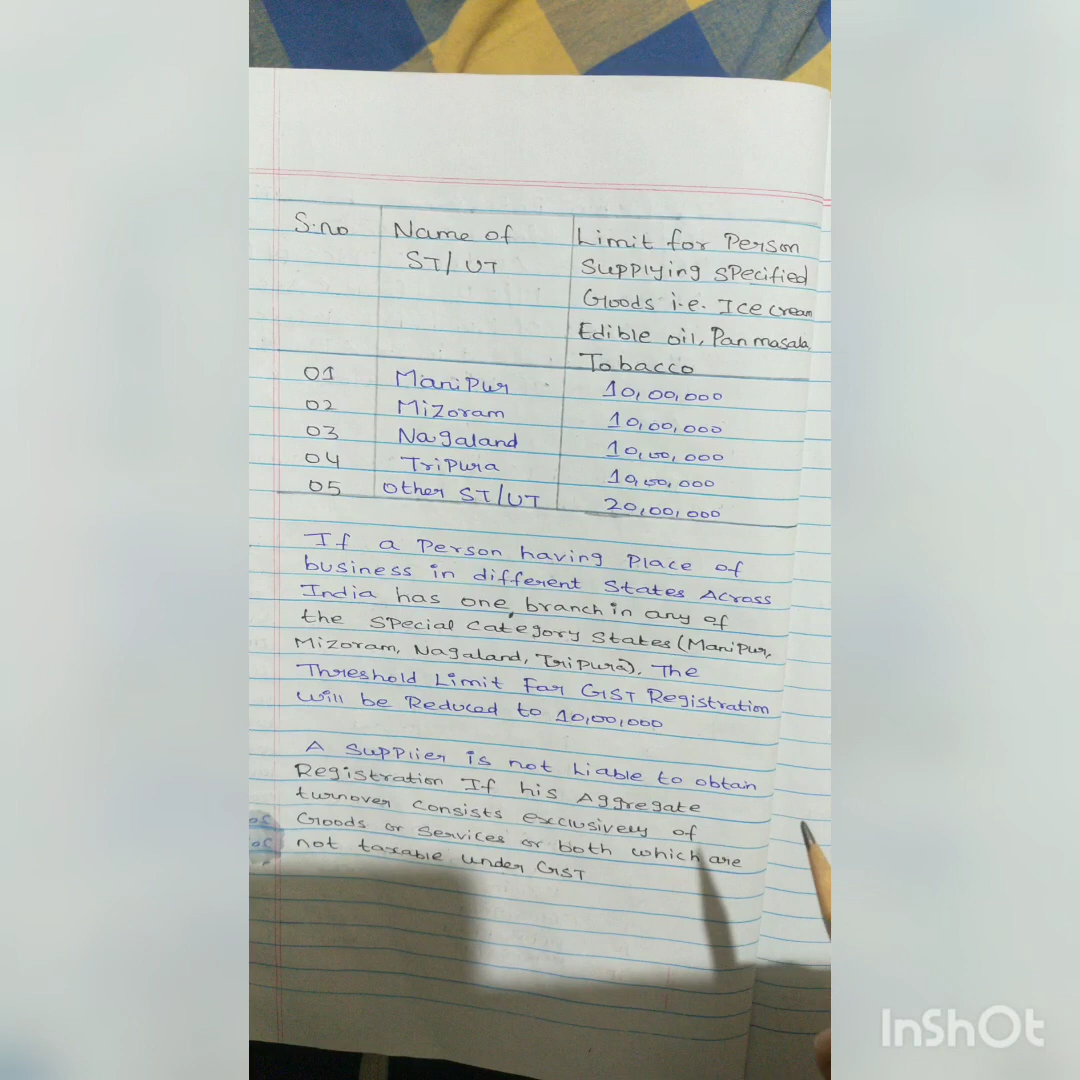 S.no Name of ST/UT Limit for Person
Supplying Specified
Goods i.e. Ice cream
Edible oil, Pan masala,
Tobacco
01 Manipur 10,00,000
02 Mizoram 10,00,000
03 Nagaland 10,00,000
04 Tripura 10,00,000
05 Other ST/UT 20,00,000
If a Person having Place of
business in different States Across
India has one branch in any of
the Special Category States (Manipur,
Mizoram, Nagaland, Tripura), The
Threshold Limit For GST Registration
will be Reduced to 10,00,000
A Supplier is not Liable to obtain
Registration If his Aggregate
turnover consists exclusively of
Goods or Services or both which are
not taxable under GST
InShOt